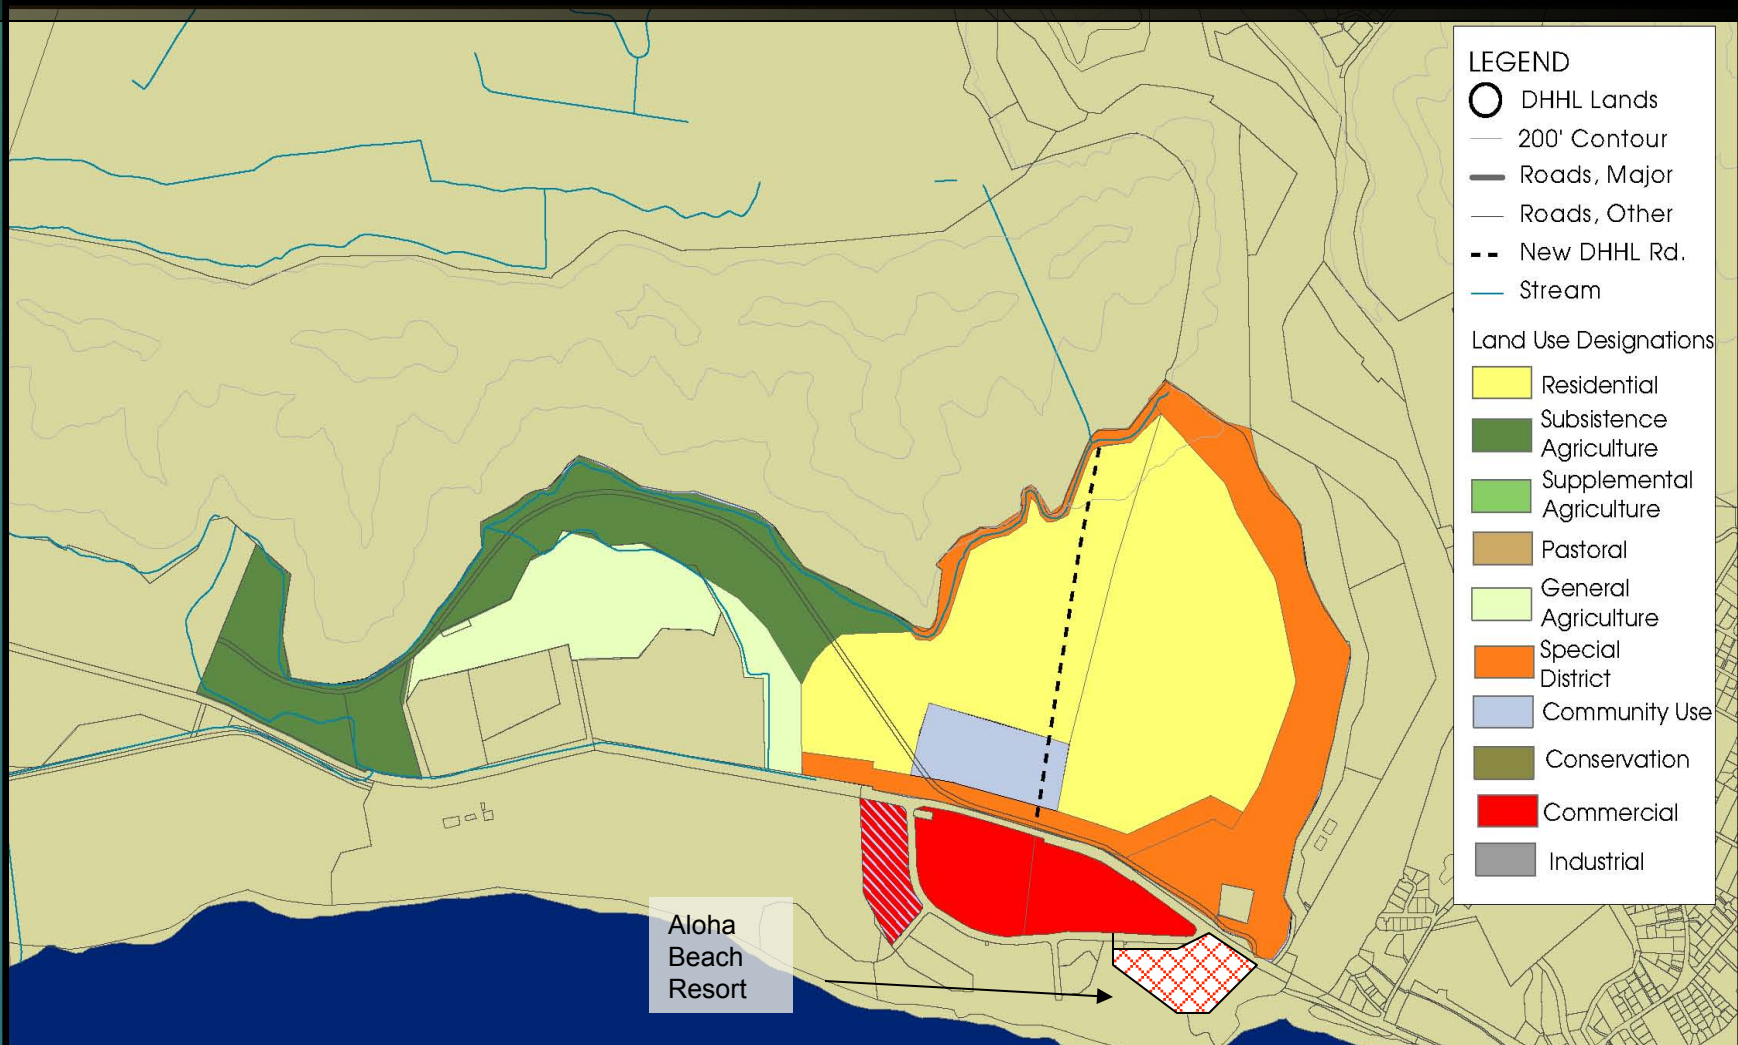 LEGEND
DHHL Lands
200' Contour
Roads, Major
Roads, Other
New DHHL Rd.
Stream
Land Use Designations
Residential
Subsistence
Agriculture
Supplemental
Agriculture
Pastoral
General
Agriculture
Special
District
Community Use
Conservation
Commercial
Industrial
Aloha
Beach
Resort